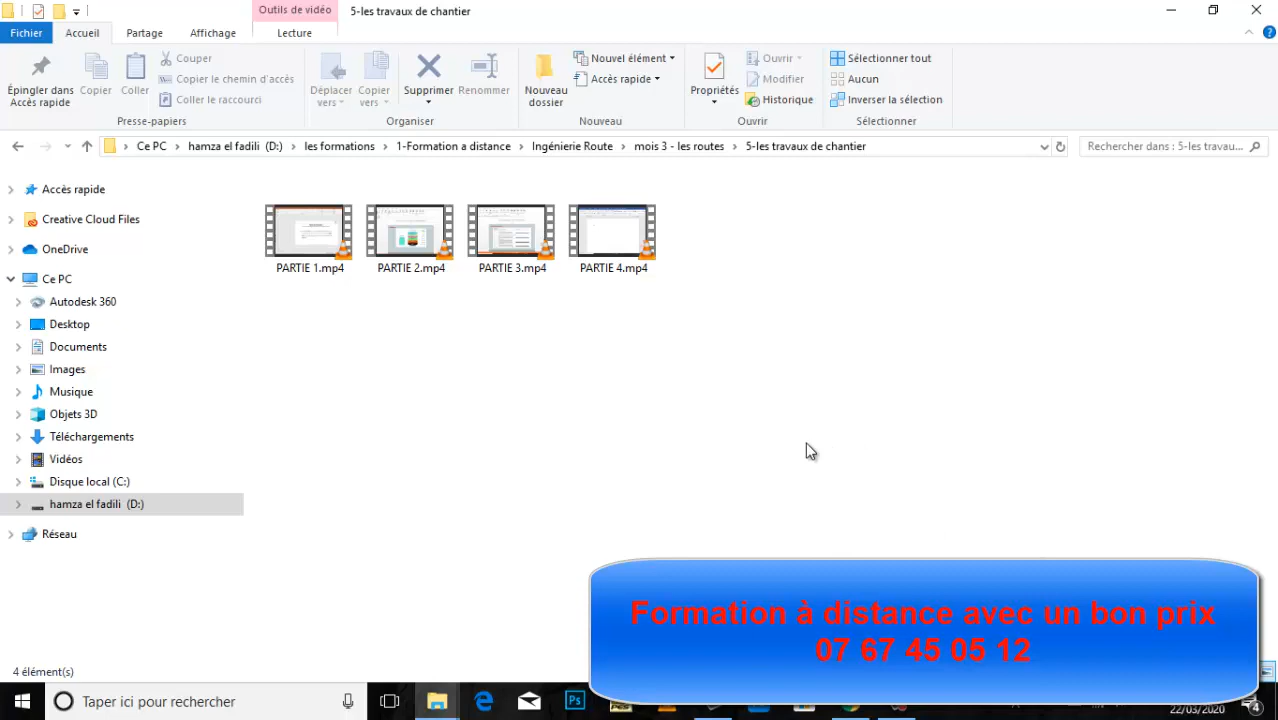 Outils de vidéo
5-les travaux de chantier
Fichier
Accueil
Partage
Affichage
Lecture
Épingler dans
Accès rapide
Copier
Coller
Couper
Copier le chemin d'accès
Coller le raccourci
Presse-papiers
Déplacer
vers
Copier
vers
Supprimer
Renommer
Organiser
Nouveau
dossier
Nouvel élément
Accès rapide
Nouveau
Propriétés
Ouvrir
Modifier
Historique
Ouvrir
Sélectionner tout
Aucun
Inverser la sélection
Sélectionner
Ce PC > hamza el fadili (D:) > les formations > 1-Formation a distance > Ingénierie Route > mois 3 - les routes > 5-les travaux de chantier
Rechercher dans : 5-les travau...
Accès rapide
Creative Cloud Files
OneDrive
Ce PC
Autodesk 360
Desktop
Documents
Images
Musique
Objets 3D
Téléchargements
Vidéos
Disque local (C:)
hamza el fadili (D:)
Réseau
PARTIE 1.mp4
PARTIE 2.mp4
PARTIE 3.mp4
PARTIE 4.mp4
Formation à distance avec un bon prix
07 67 45 05 12
4 élément(s)
Taper ici pour rechercher
Ps
22/03/2020
4